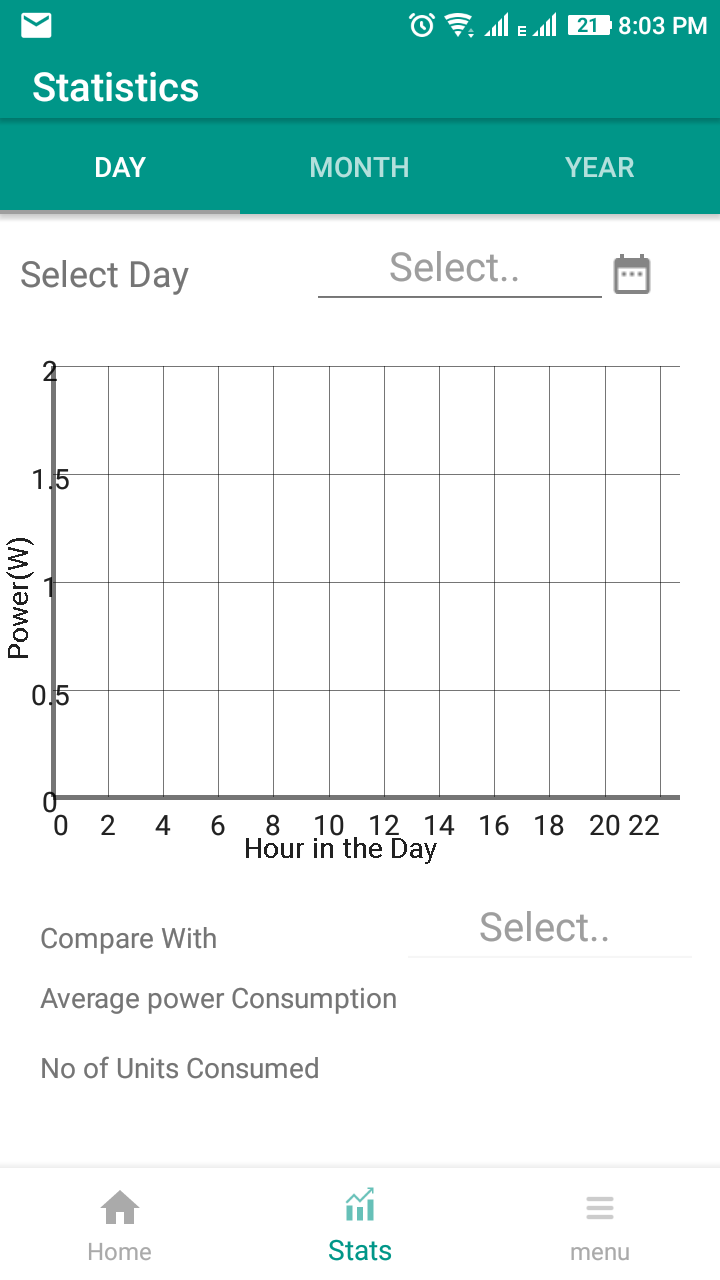 E 21 8:03 PM
Statistics
DAY MONTH YEAR
Select Day Select..
2
1.5
1
0.5
0
Power(W)
0 2 4 6 8 10 12 14 16 18 20 22
Hour in the Day
Compare With Select..
Average power Consumption
No of Units Consumed
Home Stats menu